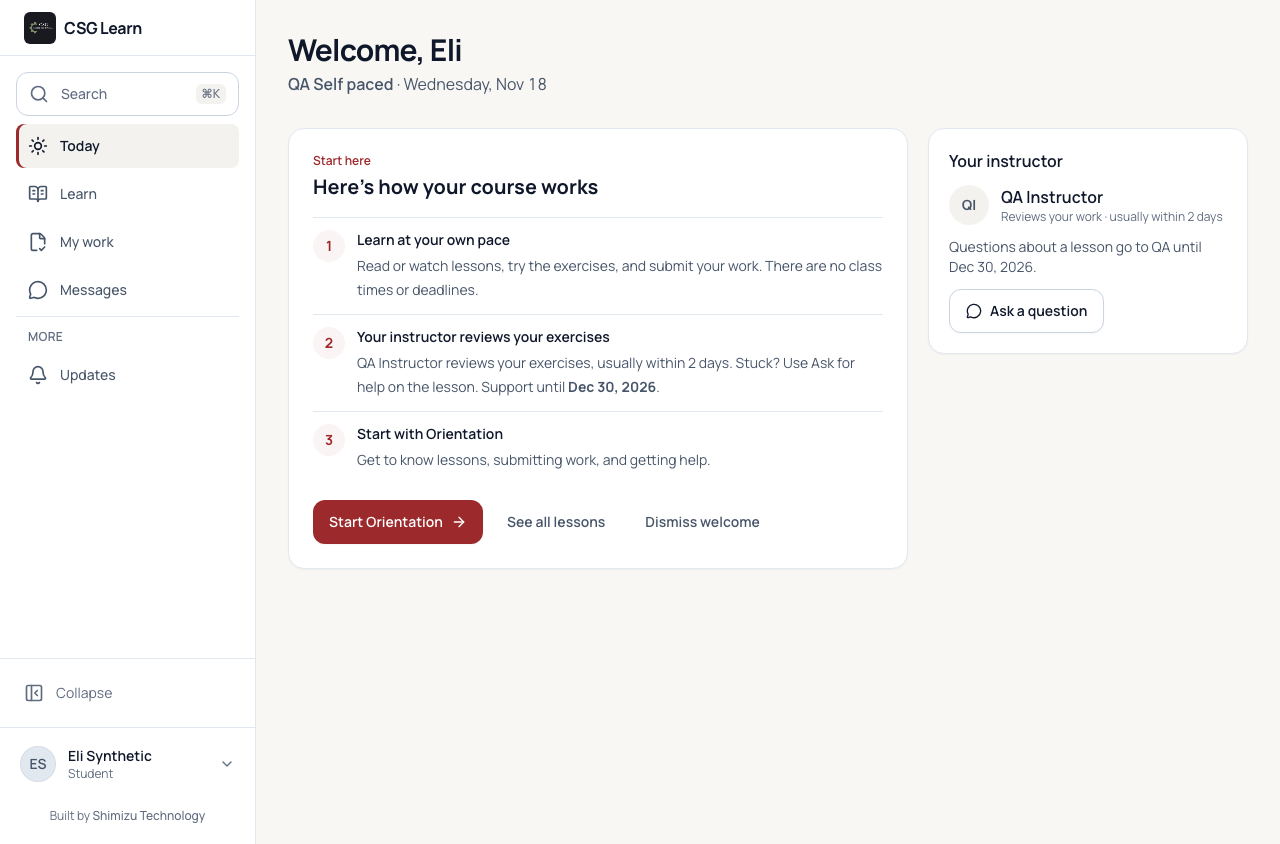 CSG Learn
Search
⌘K
Today
Learn
My work
Messages
MORE
Updates
Collapse
ES
Eli Synthetic
Student
Built by Shimizu Technology
Welcome, Eli
QA Self paced · Wednesday, Nov 18
Start here
Here's how your course works
1
Learn at your own pace
Read or watch lessons, try the exercises, and submit your work. There are no class
times or deadlines.
2
Your instructor reviews your exercises
QA Instructor reviews your exercises, usually within 2 days. Stuck? Use Ask for
help on the lesson. Support until Dec 30, 2026.
3
Start with Orientation
Get to know lessons, submitting work, and getting help.
Start Orientation
See all lessons
Dismiss welcome
Your instructor
QI
QA Instructor
Reviews your work · usually within 2 days
Questions about a lesson go to QA until
Dec 30, 2026.
Ask a question